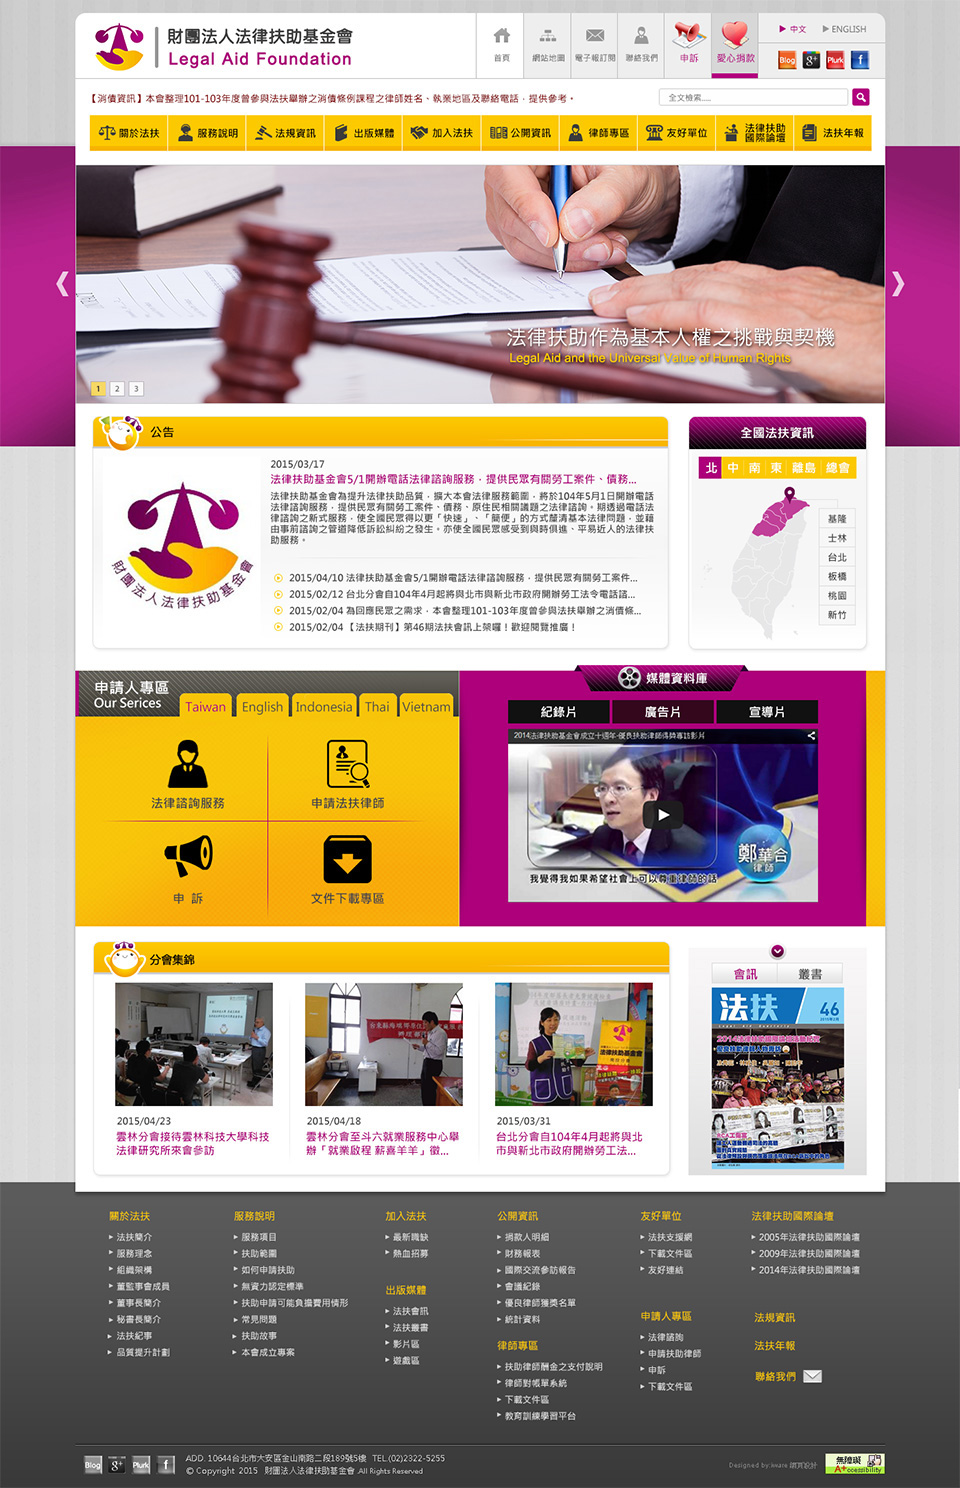 財團法人法律扶助基金會
Legal Aid Foundation
首頁
網站地圖
電子報訂閱
聯絡我們
申訴
愛心捐款
中文
ENGLISH
Blog
g+
Plurk
f
【消債資訊】本會整理101-103年度曾參與法扶舉辦之消債條例課程之律師姓名、執業地區及聯絡電話，提供參考。
全文檢索.....
關於法扶
服務說明
法規資訊
出版媒體
加入法扶
公開資訊
律師專區
友好單位
法律扶助
國際論壇
法扶年報
法律扶助作為基本人權之挑戰與契機
Legal Aid and the Universal Value of Human Rights
1
2
3
公告
財團法人法律扶助基金會
2015/03/17
法律扶助基金會5/1開辦電話法律諮詢服務，提供民眾有關勞工案件、債務...
法律扶助基金會為提升法律扶助品質，擴大本會法律服務範圍，將於104年5月1日開辦電話
法律諮詢服務，提供民眾有關勞工案件、債務、原住民相關議題之法律諮詢。期透過電話法
律諮詢之新式服務，使全國民眾得以更「快速」、「簡便」的方式釐清基本法律問題，並藉
由事前諮詢之管道降低訴訟糾紛之發生。亦使全國民眾感受到與時俱進、平易近人的法律扶
助服務。
2015/04/10 法律扶助基金會5/1開辦電話法律諮詢服務，提供民眾有關勞工案件...
2015/02/12 台北分會自104年4月起將與北市與新北市政府開辦勞工法令電話諮...
2015/02/04 為回應民眾之需求，本會整理101-103年度曾參與法扶舉辦之消債條...
2015/02/04 【法扶期刊】第46期法扶會訊上架囉！歡迎閱覽推廣！
全國法扶資訊
北
中
南
東
離島
總會
基隆
士林
台北
板橋
桃園
新竹
申請人專區
Our Serices
Taiwan
English
Indonesia
Thai
Vietnam
法律諮詢服務
申請法扶律師
申 訴
文件下載專區
媒體資料庫
紀錄片
廣告片
宣導片
2014法律扶助基金會成立十週年-優良扶助律師得獎專訪影片
鄭華合
律師
我覺得我如果希望社會上可以尊重律師的話
分會集錦
2015/04/23
雲林分會接待雲林科技大學科技
法律研究所來會參訪
2015/04/18
雲林分會至斗六就業服務中心舉
辦「就業啟程 薪喜羊羊」徵...
法律扶助基金會
2015/03/31
台北分會自104年4月起將與北
市與新北市政府開辦勞工法...
會訊
叢書
法扶
46
Legal Aid Quarterly
關於法扶
法扶簡介
服務理念
組織架構
董監事會成員
董事長簡介
秘書長簡介
法扶紀事
品質提升計劃
服務說明
服務項目
扶助範圍
如何申請扶助
無資力認定標準
扶助申請可能負擔費用情形
常見問題
扶助故事
本會成立專案
加入法扶
最新職缺
熱血招募
出版媒體
法扶會訊
法扶叢書
影片區
遊戲區
公開資訊
捐款人明細
財務報表
國際交流參訪報告
會議紀錄
優良律師獲獎名單
統計資料
律師專區
扶助律師酬金之支付說明
律師對帳單系統
下載文件區
教育訓練學習平台
友好單位
法扶支援網
下載文件區
友好連結
申請人專區
法律諮詢
申請扶助律師
申訴
下載文件區
法律扶助國際論壇
2005年法律扶助國際論壇
2009年法律扶助國際論壇
2014年法律扶助國際論壇
法規資訊
法扶年報
聯絡我們
Blog
g+
Plurk
f
ADD. 10644台北市大安區金山南路二段189號5樓 TEL.(02)2322-5255
© Copyright 2015 財團法人法律扶助基金會 .All Rights Reserved
Designed by iware 網頁設計
無障礙
A+ccessibility